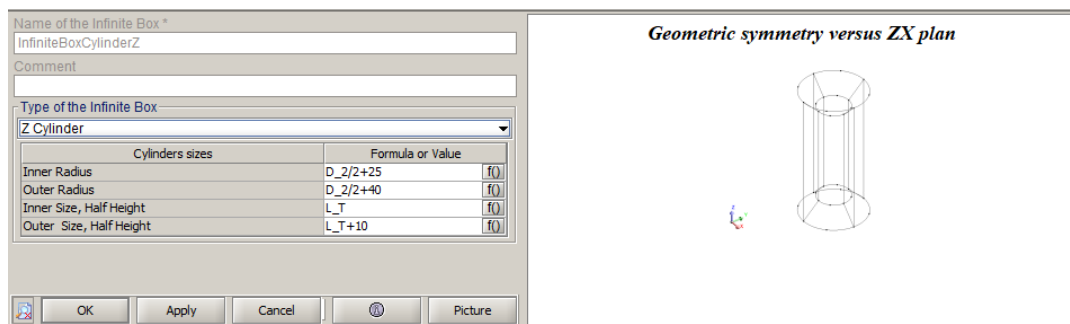 Name of the Infinite Box *
InfiniteBoxCylinderZ
Comment
Type of the Infinite Box
Z Cylinder
Cylinders sizes Formula or Value
Inner Radius D_2/2+25 f()
Outer Radius D_2/2+40 f()
Inner Size, Half Height L_T f()
Outer Size, Half Height L_T+10 f()
OK Apply Cancel Picture
Geometric symmetry versus ZX plan